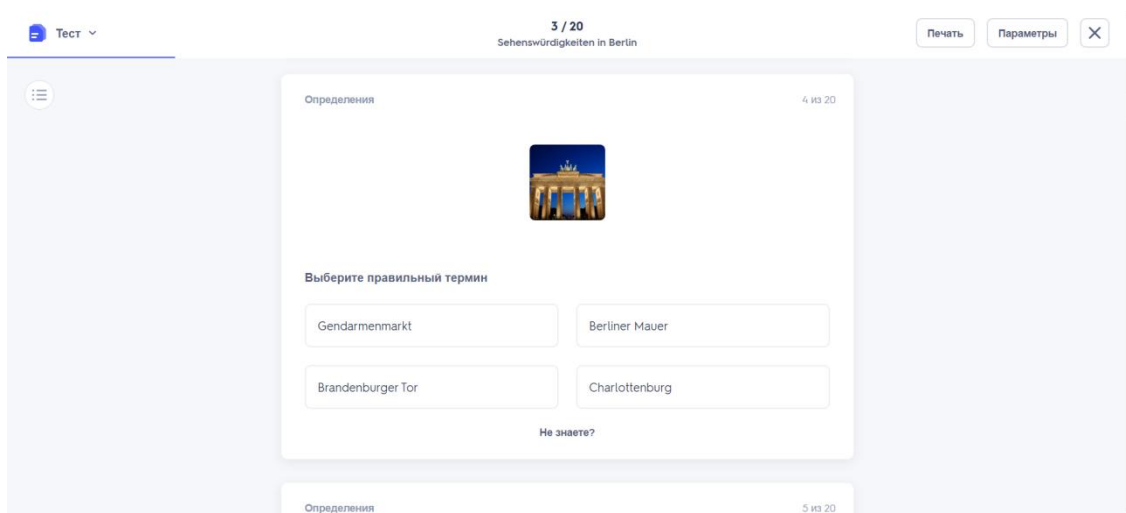 Тест
3 / 20
Sehenswürdigkeiten in Berlin
Печать
Параметры
Определения
4 из 20
Выберите правильный термин
Gendarmenmarkt
Berliner Mauer
Brandenburger Tor
Charlottenburg
Не знаете?
Определения
5 из 20